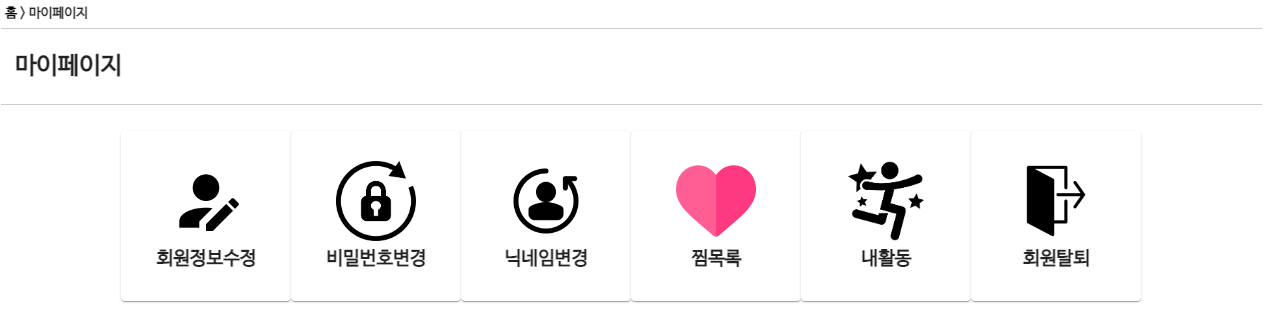 홈 > 마이페이지
마이페이지
회원정보수정
비밀번호변경
닉네임변경
찜목록
내활동
회원탈퇴